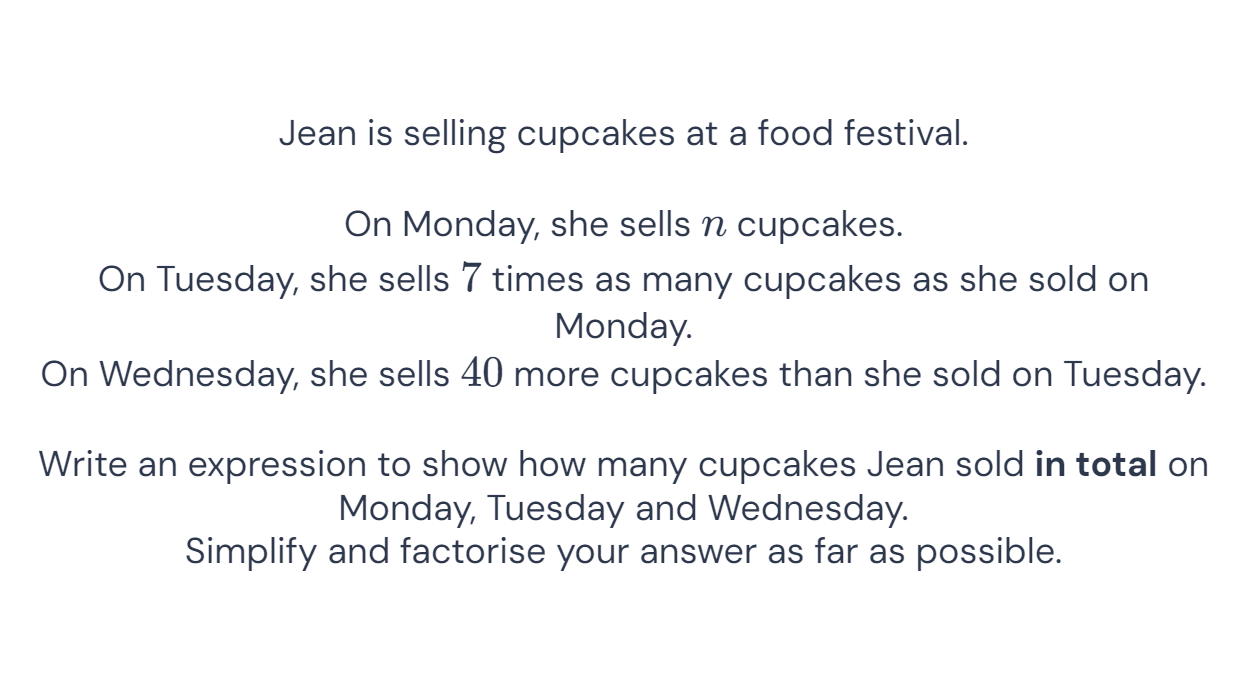 Jean is selling cupcakes at a food festival.
On Monday, she sells n cupcakes.
On Tuesday, she sells 7 times as many cupcakes as she sold on
Monday.
On Wednesday, she sells 40 more cupcakes than she sold on Tuesday.
Write an expression to show how many cupcakes Jean sold in total on
Monday, Tuesday and Wednesday.
Simplify and factorise your answer as far as possible.